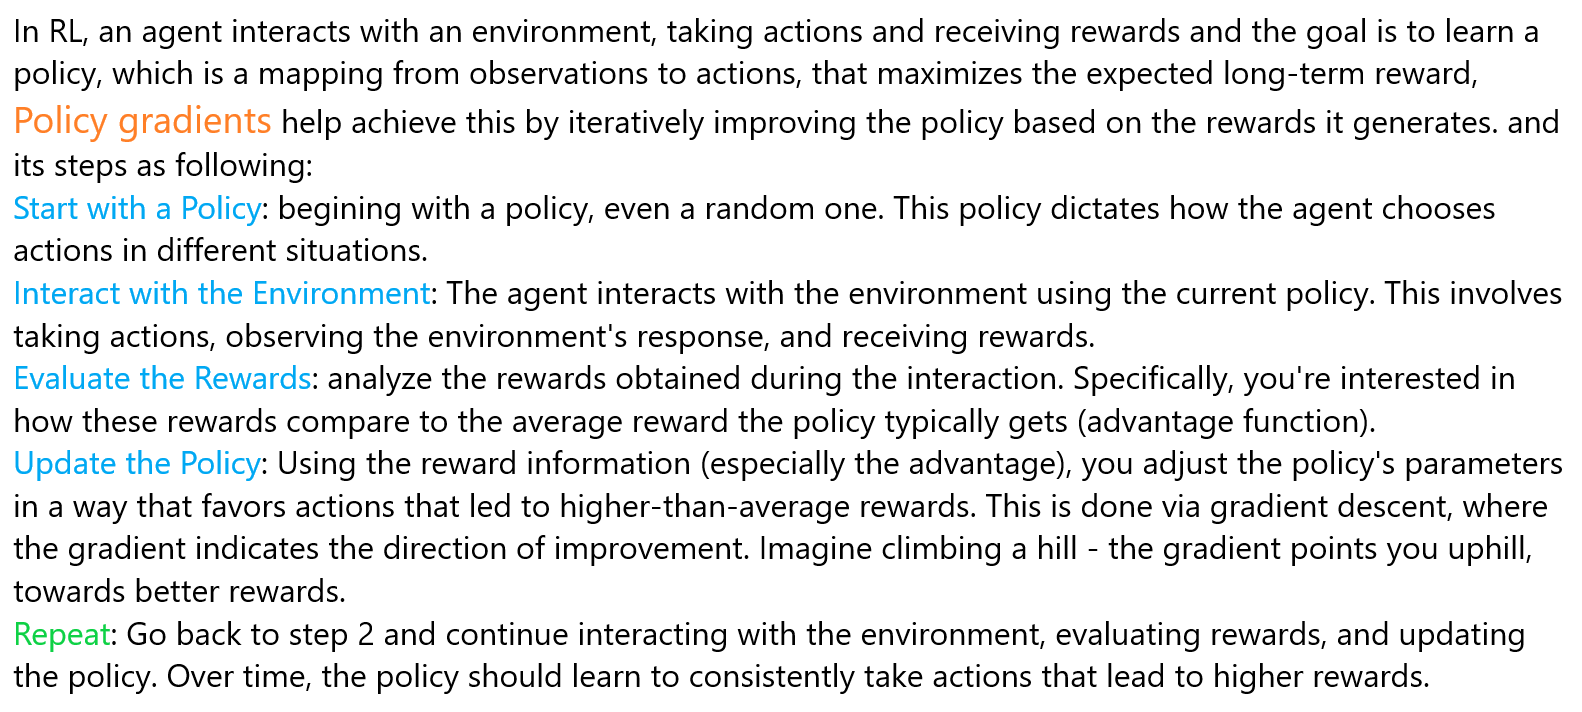 In RL, an agent interacts with an environment, taking actions and receiving rewards and the goal is to learn a
policy, which is a mapping from observations to actions, that maximizes the expected long-term reward,
Policy gradients help achieve this by iteratively improving the policy based on the rewards it generates. and
its steps as following:
Start with a Policy: begining with a policy, even a random one. This policy dictates how the agent chooses
actions in different situations.
Interact with the Environment: The agent interacts with the environment using the current policy. This involves
taking actions, observing the environment's response, and receiving rewards.
Evaluate the Rewards: analyze the rewards obtained during the interaction. Specifically, you're interested in
how these rewards compare to the average reward the policy typically gets (advantage function).
Update the Policy: Using the reward information (especially the advantage), you adjust the policy's parameters
in a way that favors actions that led to higher-than-average rewards. This is done via gradient descent, where
the gradient indicates the direction of improvement. Imagine climbing a hill - the gradient points you uphill,
towards better rewards.
Repeat: Go back to step 2 and continue interacting with the environment, evaluating rewards, and updating
the policy. Over time, the policy should learn to consistently take actions that lead to higher rewards.